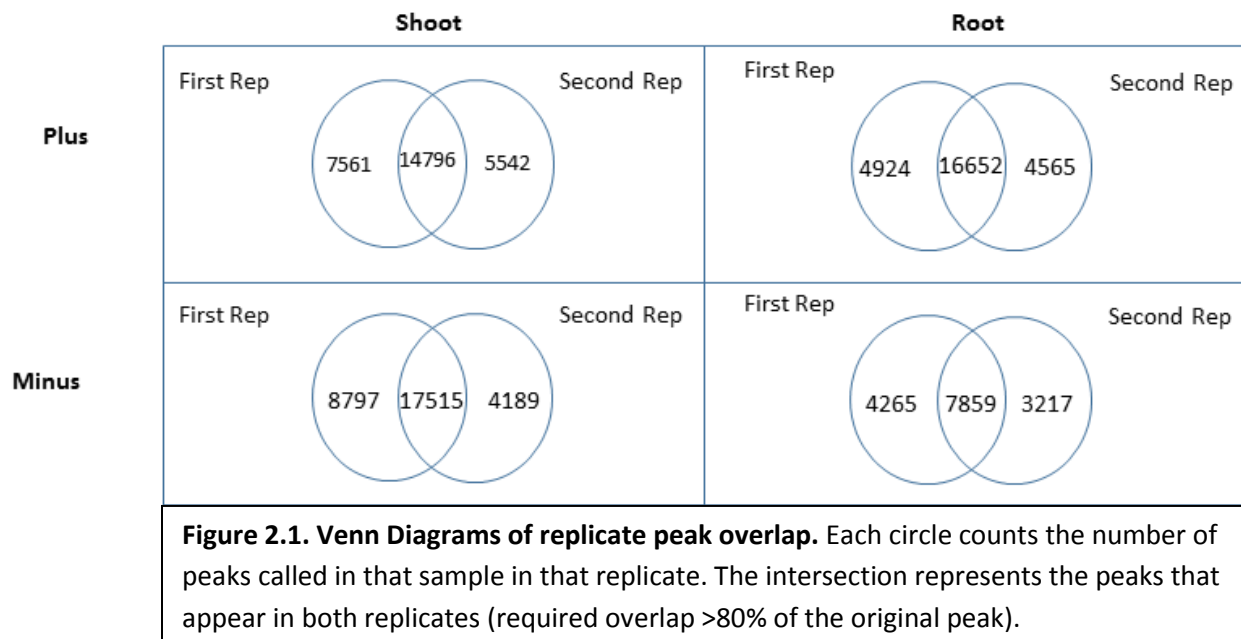 Shoot
Root
Plus
First Rep
Second Rep
7561
14796
5542
First Rep
Second Rep
4924
16652
4565
Minus
First Rep
Second Rep
8797
17515
4189
First Rep
Second Rep
4265
7859
3217
Figure 2.1. Venn Diagrams of replicate peak overlap. Each circle counts the number of
peaks called in that sample in that replicate. The intersection represents the peaks that
appear in both replicates (required overlap >80% of the original peak).